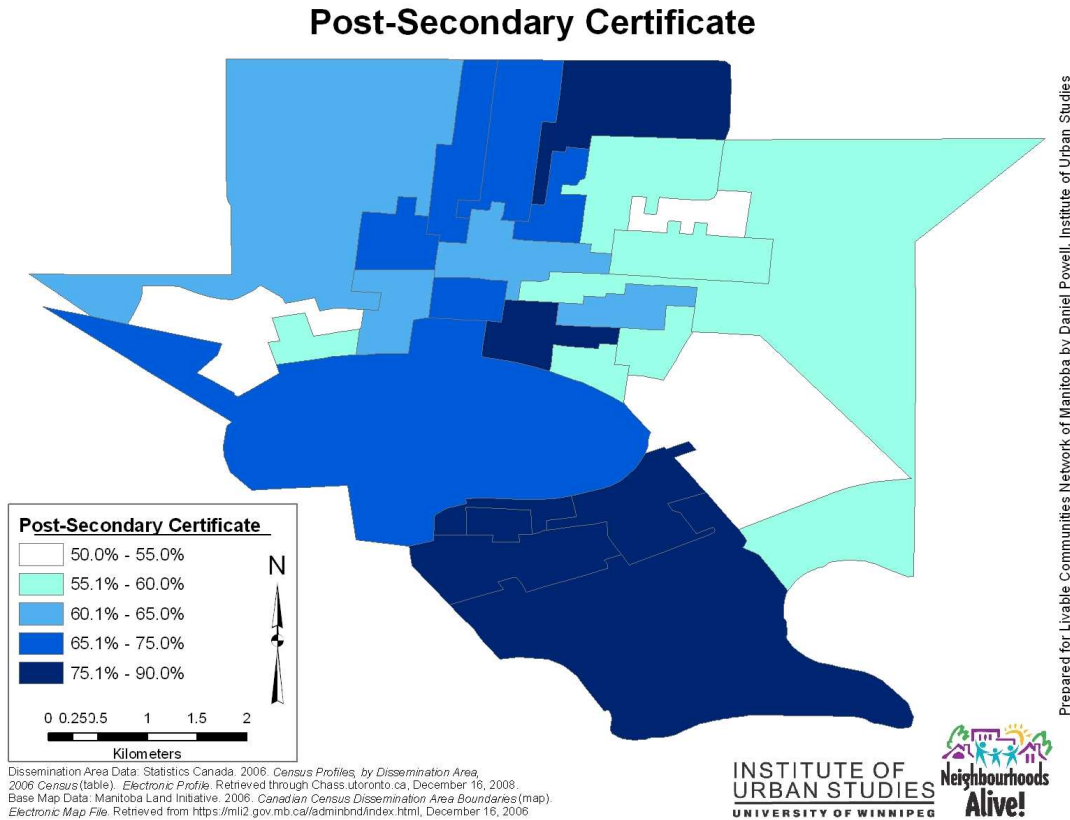 Post-Secondary Certificate
Prepared for Livable Communities Network of Manitoba by Daniel Powell. Institute of Urban Studies
Post-Secondary Certificate
50.0% - 55.0%
55.1% - 60.0%
60.1% - 65.0%
65.1% - 75.0%
75.1% - 90.0%
N
0 0.250.5 1 1.5 2
Kilometers
Dissemination Area Data: Statistics Canada. 2006. Census Profiles, by Dissemination Area,
2006 Census (table). Electronic Profile. Retrieved through Chass.utoronto.ca, December 16, 2008.
Base Map Data: Manitoba Land Initiative. 2006. Canadian Census Dissemination Area Boundaries (map).
Electronic Map File. Retrieved from https://mli2.gov.mb.ca//adminbnd/index.html, December 16, 2006
INSTITUTE OF
URBAN STUDIES
UNIVERSITY OF WINNIPEG
Neighbourhoods
Alive!